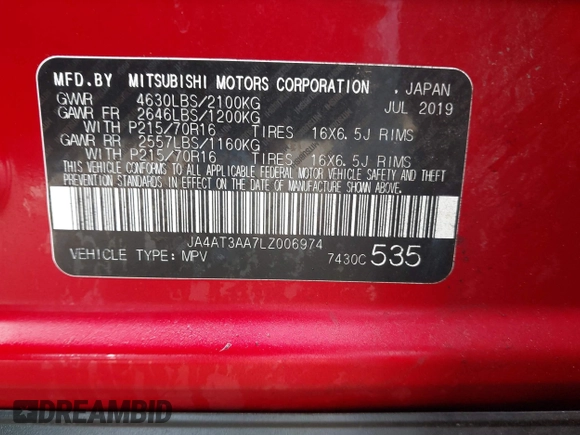 MFD.BY MITSUBISHI MOTORS CORPORATION , JAPAN
GVWR 4630LBS/2100KG JUL 2019
GAWR FR 2646LBS/1200KG
WITH P215/70R16 TIRES 16X6.5J RIMS
GAWR RR 2557LBS/1160KG
WITH P215/70R16 TIRES 16X6.5J RIMS
THIS VEHICLE CONFORMS TO ALL APPLICABLE FEDERAL MOTOR VEHICLE SAFETY AND THEFT
PREVENTION STANDARDS IN EFFECT ON THE DATE OF MANUFACTURE SHOWN ABOVE.
JA4AT3AA7LZ006974
VEHICLE TYPE: MPV 7430C 535
DREAMBID